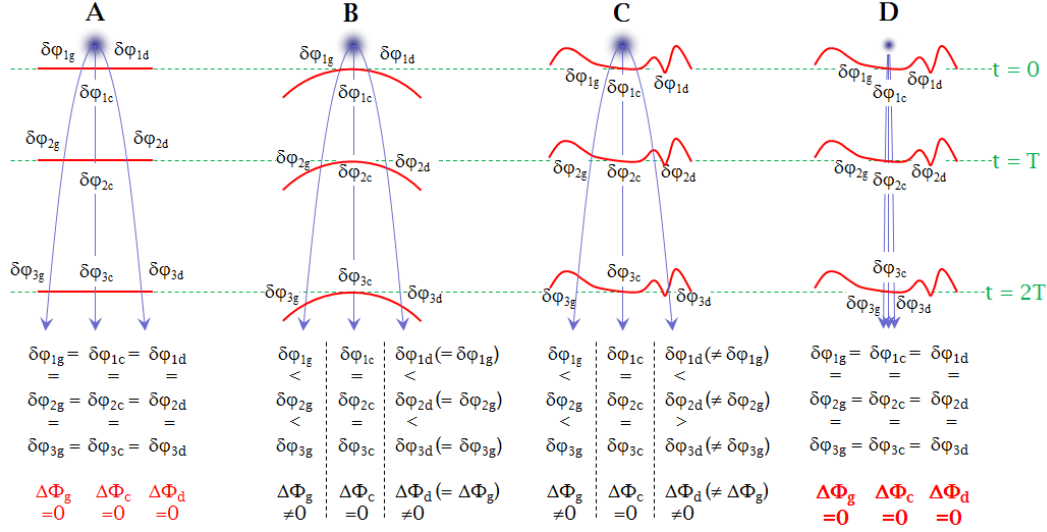 A B C D
δφ1g δφ1d δφ1d δφ1g δφ1g t = 0
δφ1c δφ1c δφ1c δφ1d δφ1c δφ1d
δφ2g δφ2d δφ2g δφ2d δφ2g δφ2g t = T
δφ2c δφ2c δφ2c δφ2d δφ2c δφ2d
δφ3g δφ3c δφ3d δφ3c δφ3c δφ3c
δφ3g δφ3d δφ3g δφ3d δφ3g δφ3d t = 2T
δφ1g = δφ1c = δφ1d δφ1g δφ1c δφ1d(= δφ1g) δφ1g δφ1c δφ1d(≠ δφ1g) δφ1g = δφ1c = δφ1d
= = = < = < < = < = = =
δφ2g = δφ2c = δφ2d δφ2g δφ2c δφ2d(= δφ2g) δφ2g δφ2c δφ2d(≠ δφ2g) δφ2g = δφ2c = δφ2d
= = = < = < < = > = = =
δφ3g = δφ3c = δφ3d δφ3g δφ3c δφ3d(= δφ3g) δφ3g δφ3c δφ3d(≠ δφ3g) δφ3g = δφ3c = δφ3d
ΔΦg ΔΦc ΔΦd ΔΦg ΔΦc ΔΦd(= ΔΦg) ΔΦg ΔΦc ΔΦd(≠ ΔΦg) ΔΦg ΔΦc ΔΦd
=0 =0 =0 ≠0 =0 ≠0 ≠0 =0 ≠0 =0 =0 =0